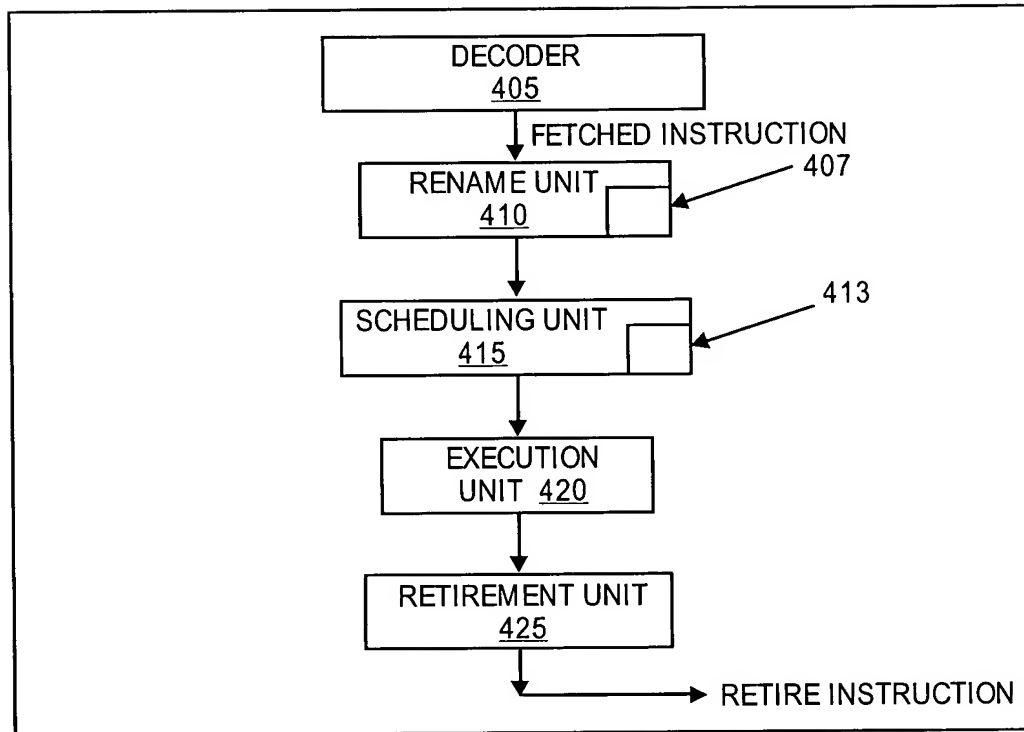 DECODER
405
FETCHED INSTRUCTION
407
RENAME UNIT
410
413
SCHEDULING UNIT
415
EXECUTION
UNIT 420
RETIREMENT UNIT
425
RETIRE INSTRUCTION